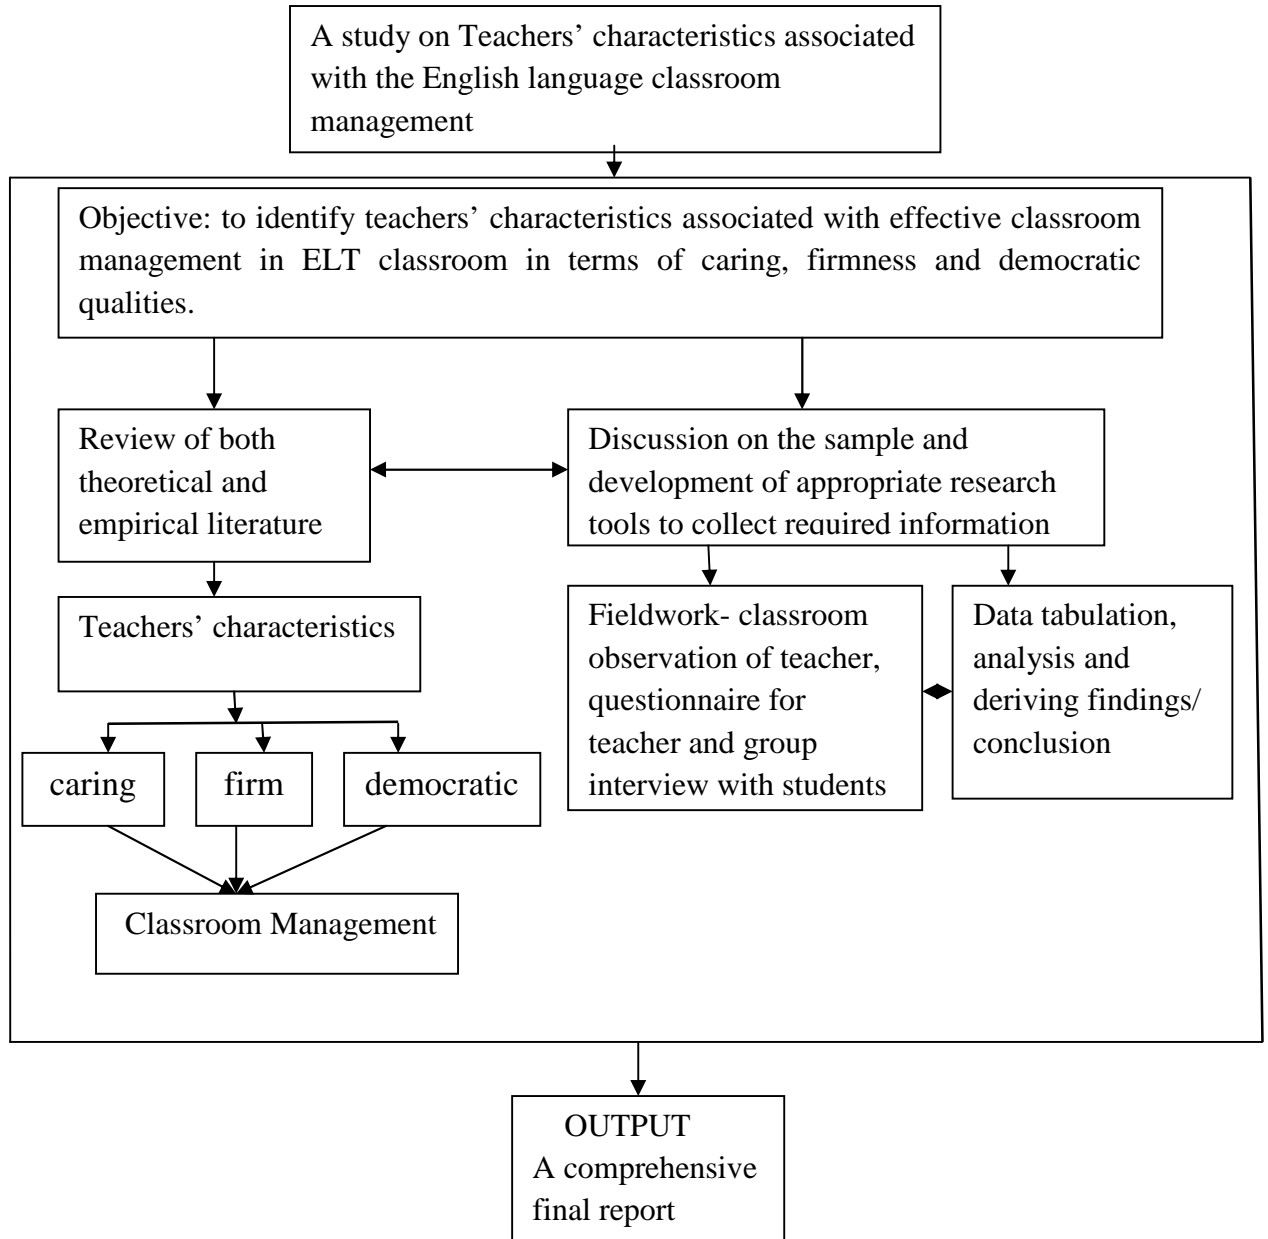 A study on Teachers’ characteristics associated
with the English language classroom
management
Objective: to identify teachers’ characteristics associated with effective classroom
management in ELT classroom in terms of caring, firmness and democratic
qualities.
Review of both
theoretical and
empirical literature
Discussion on the sample and
development of appropriate research
tools to collect required information
Teachers’ characteristics
Fieldwork- classroom
observation of teacher,
questionnaire for
teacher and group
interview with students
Data tabulation,
analysis and
deriving findings/
conclusion
caring
firm
democratic
Classroom Management
OUTPUT
A comprehensive
final report